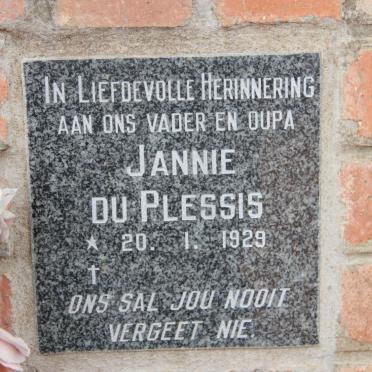 IN LIEFDEVOLLE HERINNERING
AAN ONS VADER EN OUPA
JANNIE
DU PLESSIS
★ 20. 1. 1929
†
ONS SAL JOU NOOIT
VERGEET NIE.